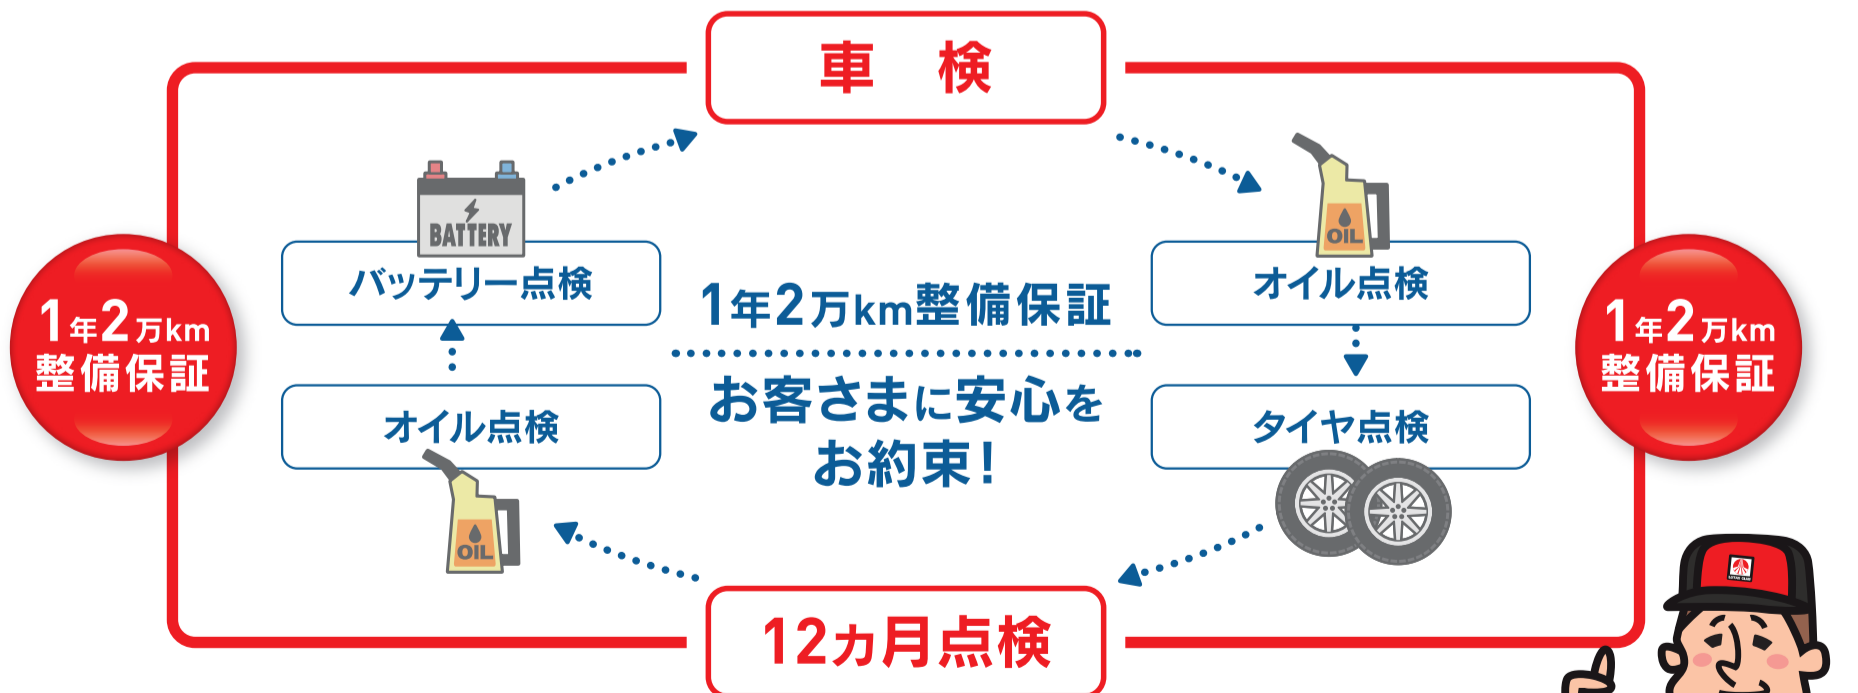 車 検
BATTERY
OIL
バッテリー点検
オイル点検
1年2万km
整備保証
1年2万km整備保証
1年2万km
整備保証
お客さまに安心を
お約束!
オイル点検
タイヤ点検
OIL
12カ月点検